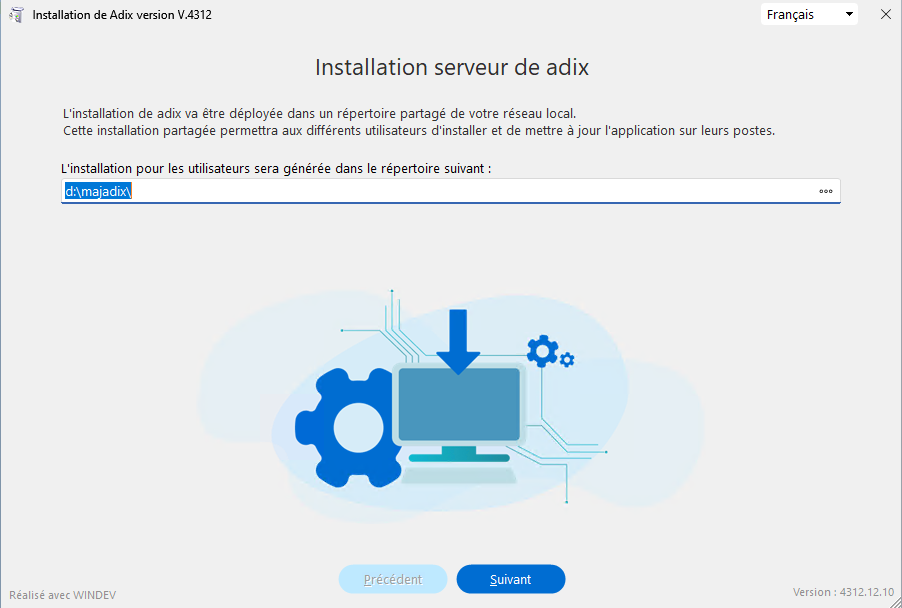 Installation de Adix version V.4312
Français
Installation serveur de adix
L'installation de adix va être déployée dans un répertoire partagé de votre réseau local.
Cette installation partagée permettra aux différents utilisateurs d'installer et de mettre à jour l'application sur leurs postes.
L'installation pour les utilisateurs sera générée dans le répertoire suivant :
d:\majadix\
Précédent
Suivant
Réalisé avec WINDEV
Version : 4312.12.10